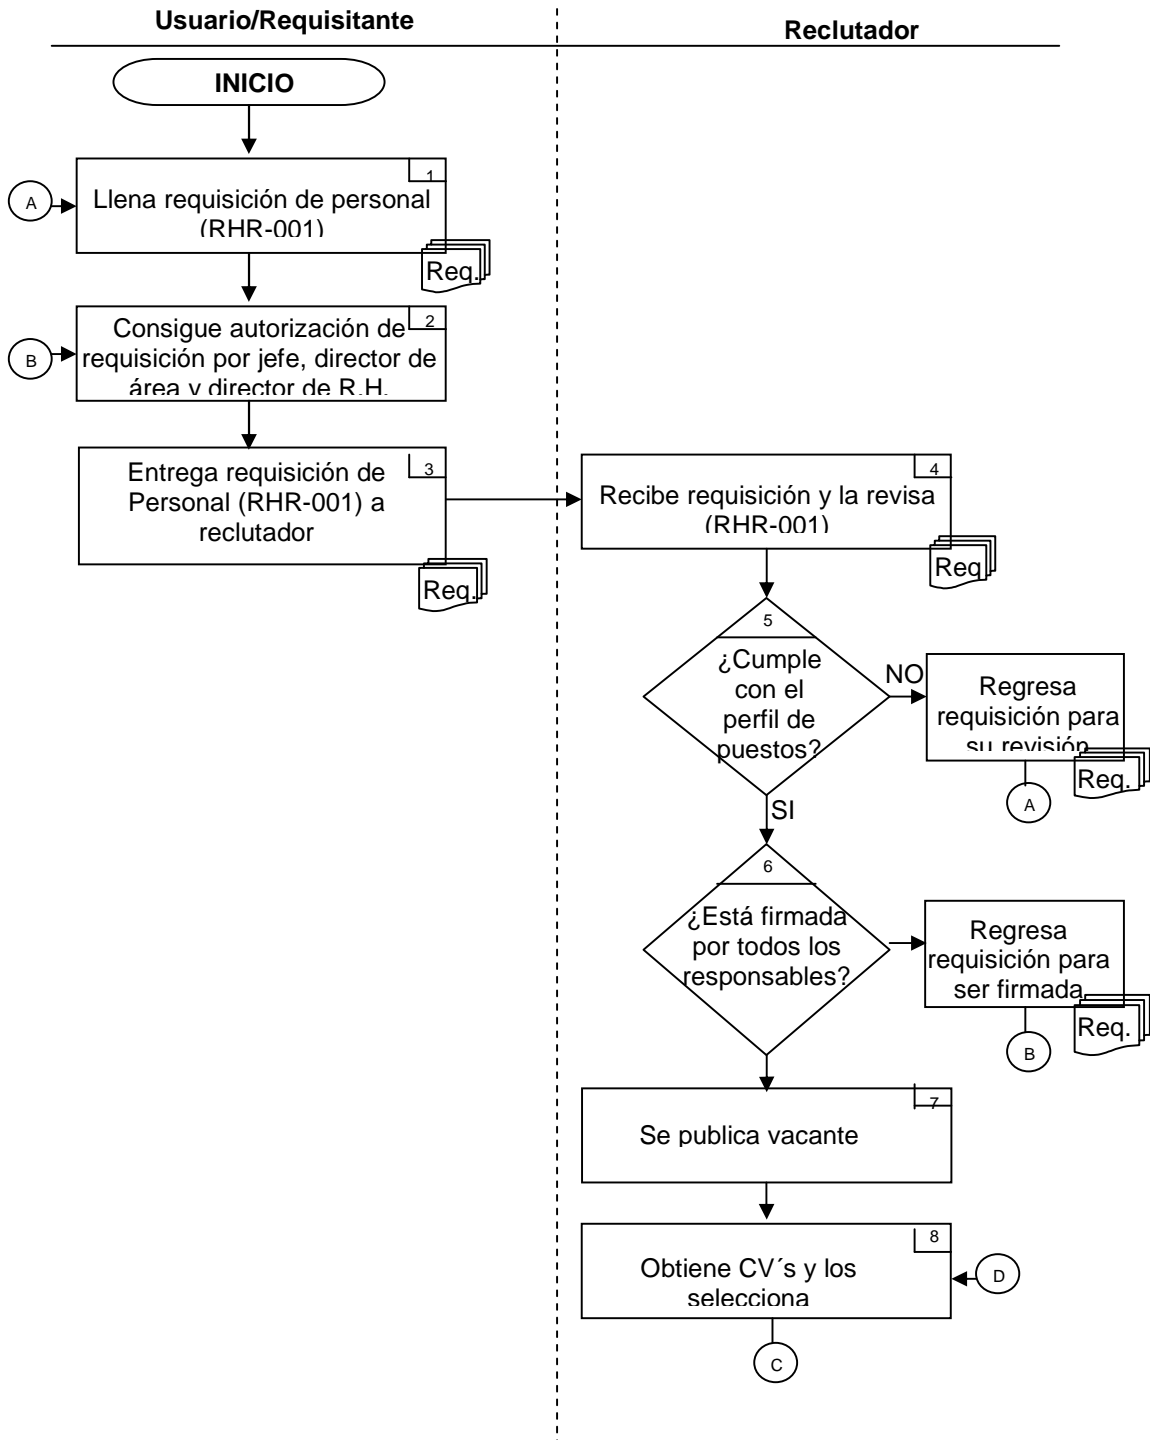 Usuario/Requisitante
Reclutador
INICIO
1
A
Llena requisición de personal
(RHR-001)
Req.
2
B
Consigue autorización de
requisición por jefe, director de
área y director de R.H.
3
Entrega requisición de
Personal (RHR-001) a
reclutador
Req.
4
Recibe requisición y la revisa
(RHR-001)
Req
5
¿Cumple
con el
perfil de
puestos?
NO
Regresa
requisición para
su revisión
Req.
A
SI
6
¿Está firmada
por todos los
responsables?
Regresa
requisición para
ser firmada
Req.
B
7
Se publica vacante
8
Obtiene CV´s y los
selecciona
D
C